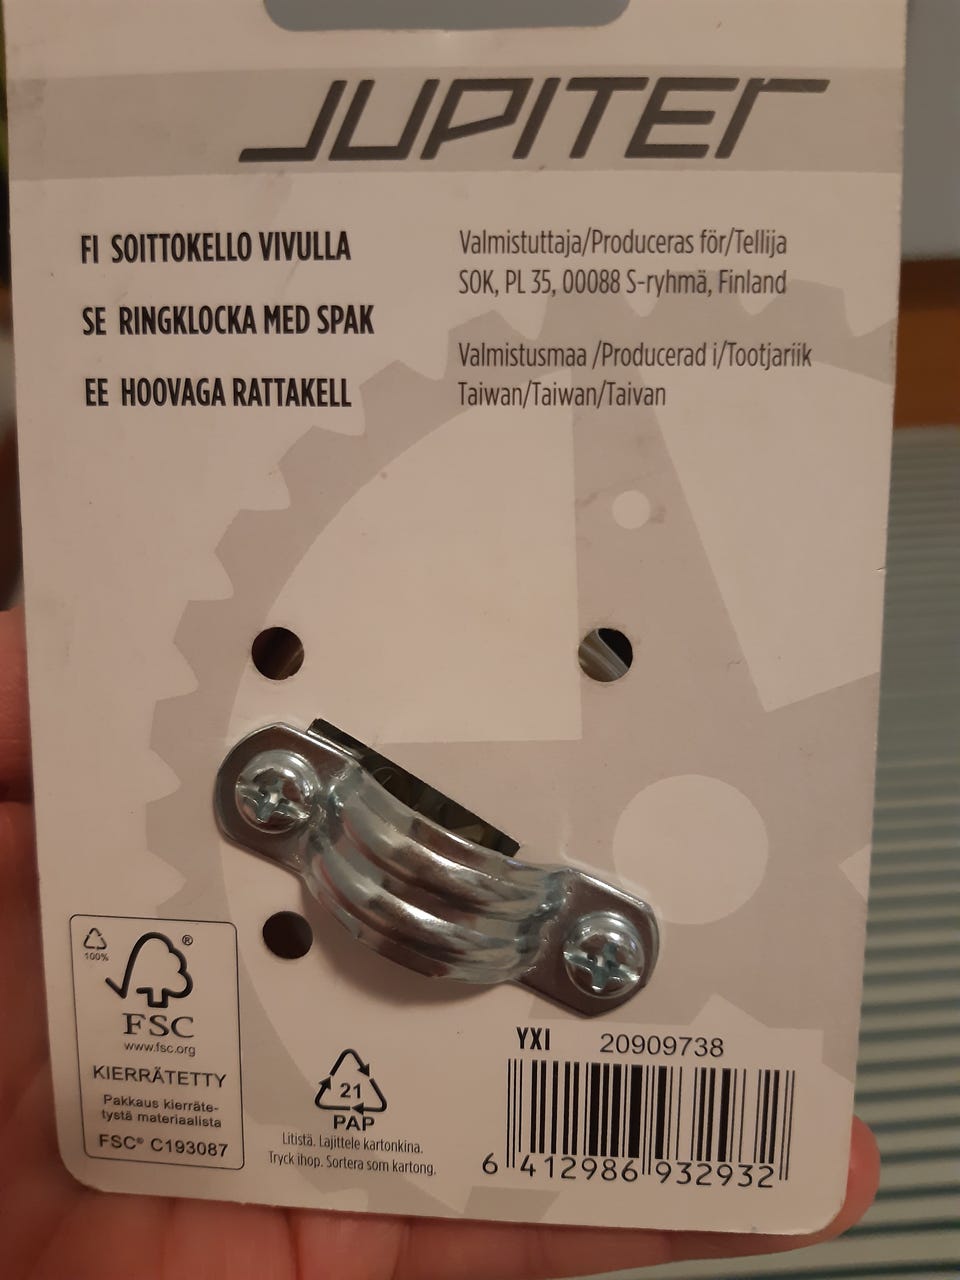 JUPITER
FI SOITTOKELLO VIVULLA
SE RINGKLOCKA MED SPAK
EE HOOVAGA RATTAKELL
Valmistuttaja/Produceras för/Tellija
SOK, PL 35, 00088 S-ryhmä, Finland
Valmistusmaa /Producerad i/Tootjariik
Taiwan/Taiwan/Taivan
100%
®
FSC
www.fsc.org
KIERRÄTETTY
Pakkaus kierräte-
tystä materiaalista
FSC® C193087
21
PAP
Litistä. Lajittele kartonkina.
Tryck ihop. Sortera som kartong.
YXI 20909738
6 412986 932932